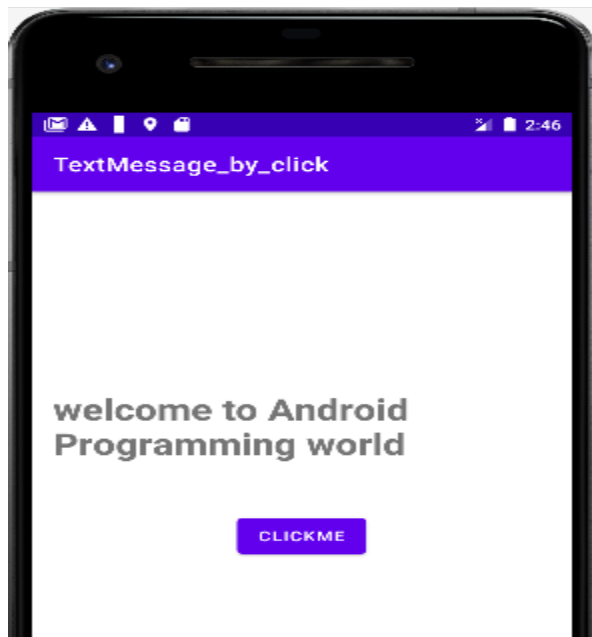 2:46
TextMessage_by_click
welcome to Android
Programming world
CLICKME